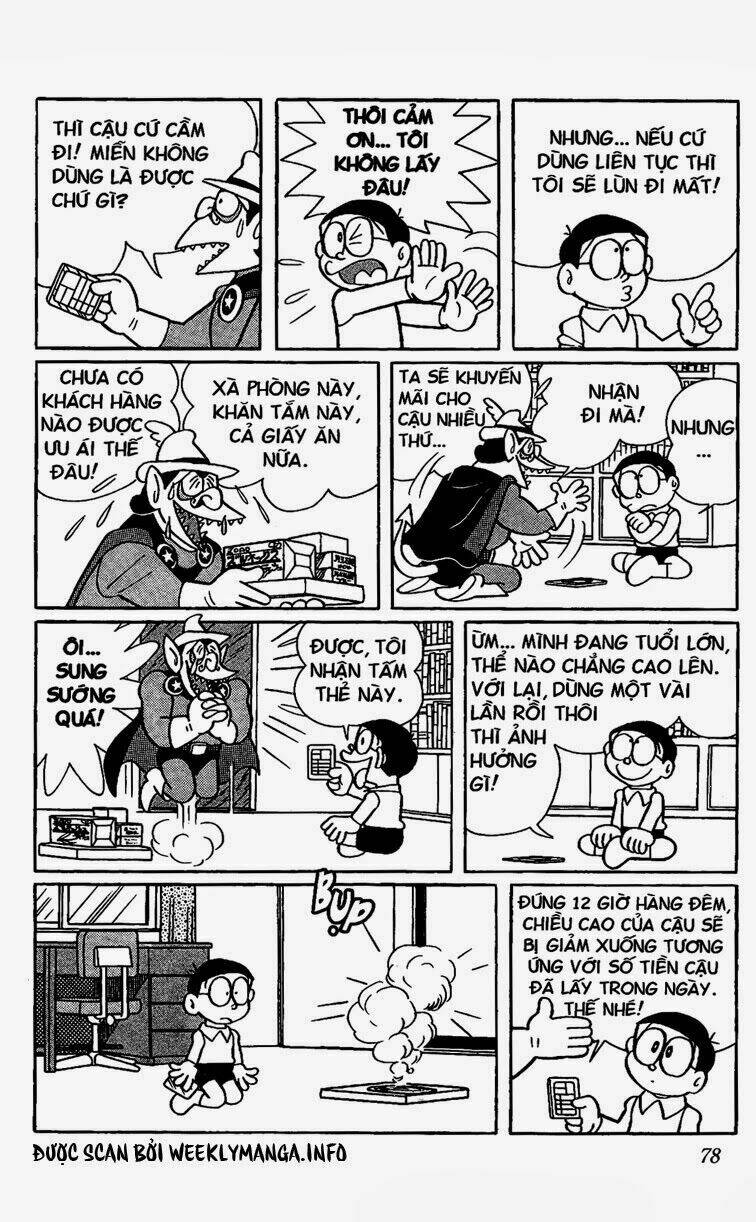 NHƯNG... NẾU CỨ
DÙNG LIÊN TỤC THÌ
TÔI SẼ LÙN ĐI MẤT!
THÔI CẢM
ƠN... TÔI
KHÔNG LẤY
ĐÂU!
THÌ CẬU CỨ CẦM
ĐI! MIỄN KHÔNG
DÙNG LÀ ĐƯỢC
CHỨ GÌ?
NHƯNG
...
NHẬN
ĐI MÀ!
TA SẼ KHUYẾN
MÃI CHO
CẬU NHIỀU
THỨ...
XÀ PHÒNG NÀY,
KHĂN TẮM NÀY,
CẢ GIẤY ĂN
NỮA.
CHƯA CÓ
KHÁCH HÀNG
NÀO ĐƯỢC
ƯU ÁI THẾ
ĐÂU!
ỪM... MÌNH ĐANG TUỔI LỚN,
THẾ NÀO CHẲNG CAO LÊN.
VỚI LẠI, DÙNG MỘT VÀI
LẦN RỒI THÔI
THÌ ẢNH
HƯỞNG
GÌ!
ĐƯỢC, TÔI
NHẬN TẤM
THẺ NÀY.
ÔI...
SUNG
SƯỚNG
QUÁ!
ĐÚNG 12 GIỜ HÀNG ĐÊM,
CHIỀU CAO CỦA CẬU SẼ
BỊ GIẢM XUỐNG TƯƠNG
ỨNG VỚI SỐ TIỀN CẬU
ĐÃ LẤY TRONG NGÀY.
THẾ NHÉ!
BỤP
ĐƯỢC SCAN BỞI WEEKLYMANGA.INFO
78